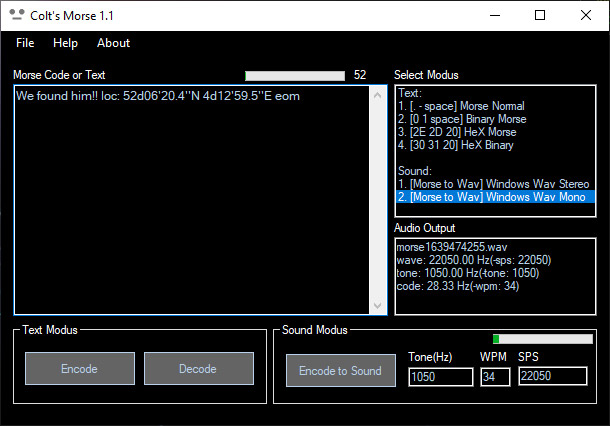 Colt's Morse 1.1
File Help About
Morse Code or Text 52
We found him!! loc: 52d06'20.4''N 4d12'59.5''E eom
Select Modus
Text:
1. [. - space] Morse Normal
2. [0 1 space] Binary Morse
3. [2E 2D 20] HeX Morse
4. [30 31 20] HeX Binary
Sound:
1. [Morse to Wav] Windows Wav Stereo
2. [Morse to Wav] Windows Wav Mono
Audio Output
morse1639474255.wav
wave: 22050.00 Hz(-sps: 22050)
tone: 1050.00 Hz(-tone: 1050)
code: 28.33 Hz(-wpm: 34)
Text Modus
Encode Decode
Sound Modus
Encode to Sound
Tone(Hz) WPM SPS
1050 34 22050